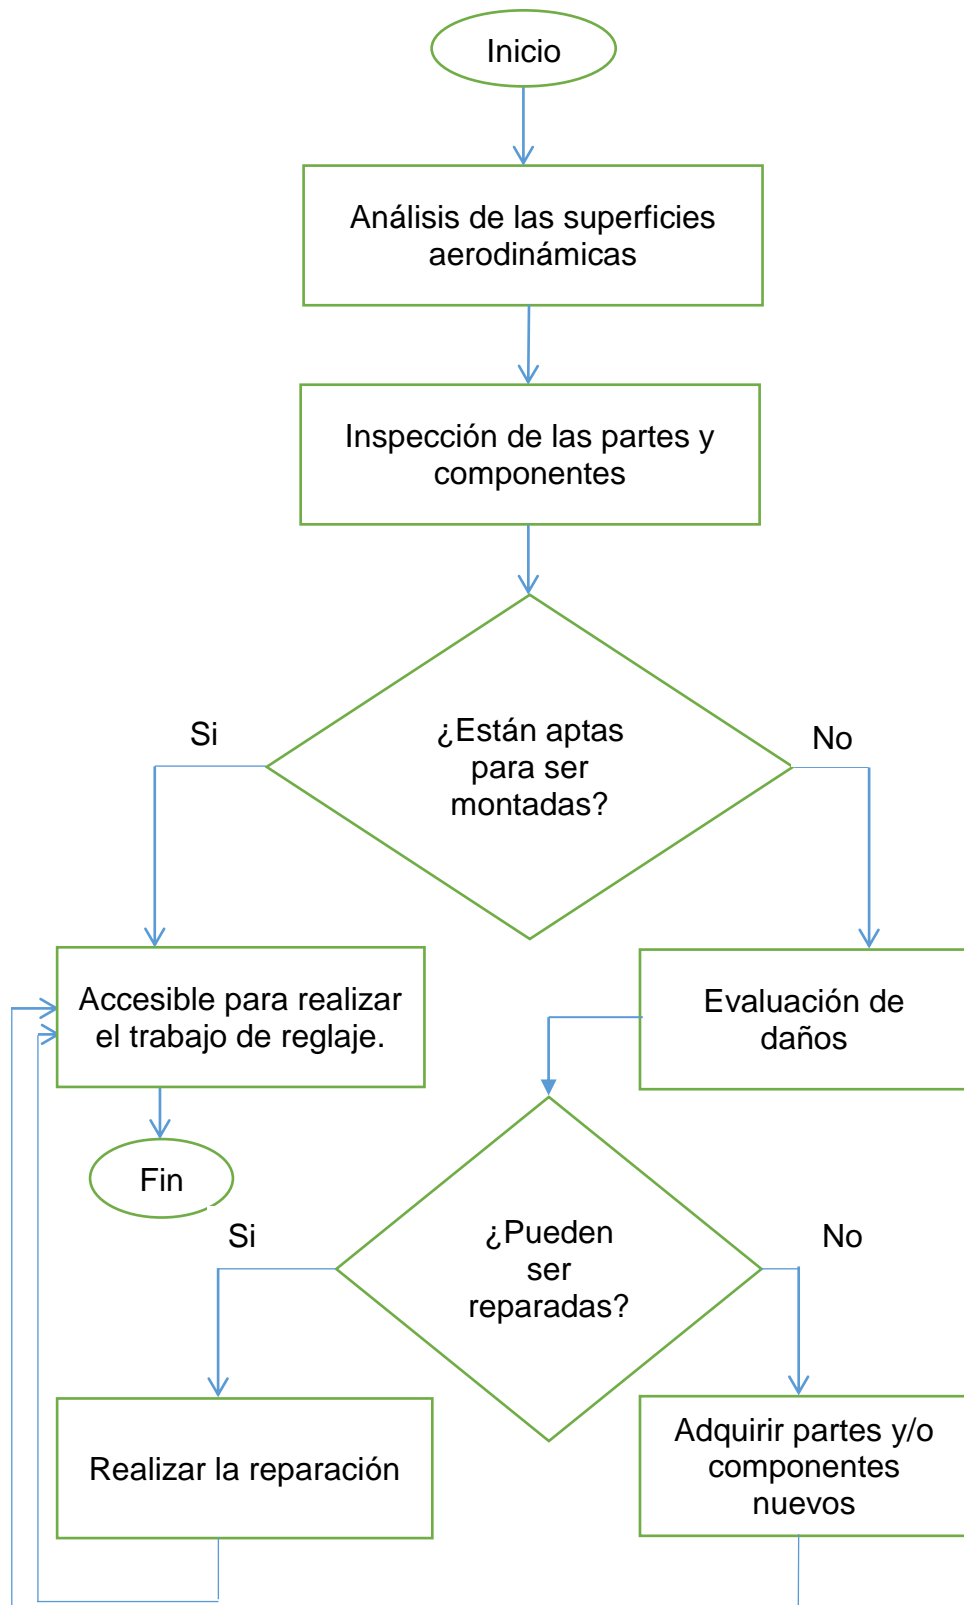 Inicio
Análisis de las superficies
aerodinámicas
Inspección de las partes y
componentes
¿Están aptas
para ser
montadas?
Si
No
Accesible para realizar
el trabajo de reglaje.
Evaluación de
daños
Fin
¿Pueden
ser
reparadas?
Si
No
Realizar la reparación
Adquirir partes y/o
componentes
nuevos